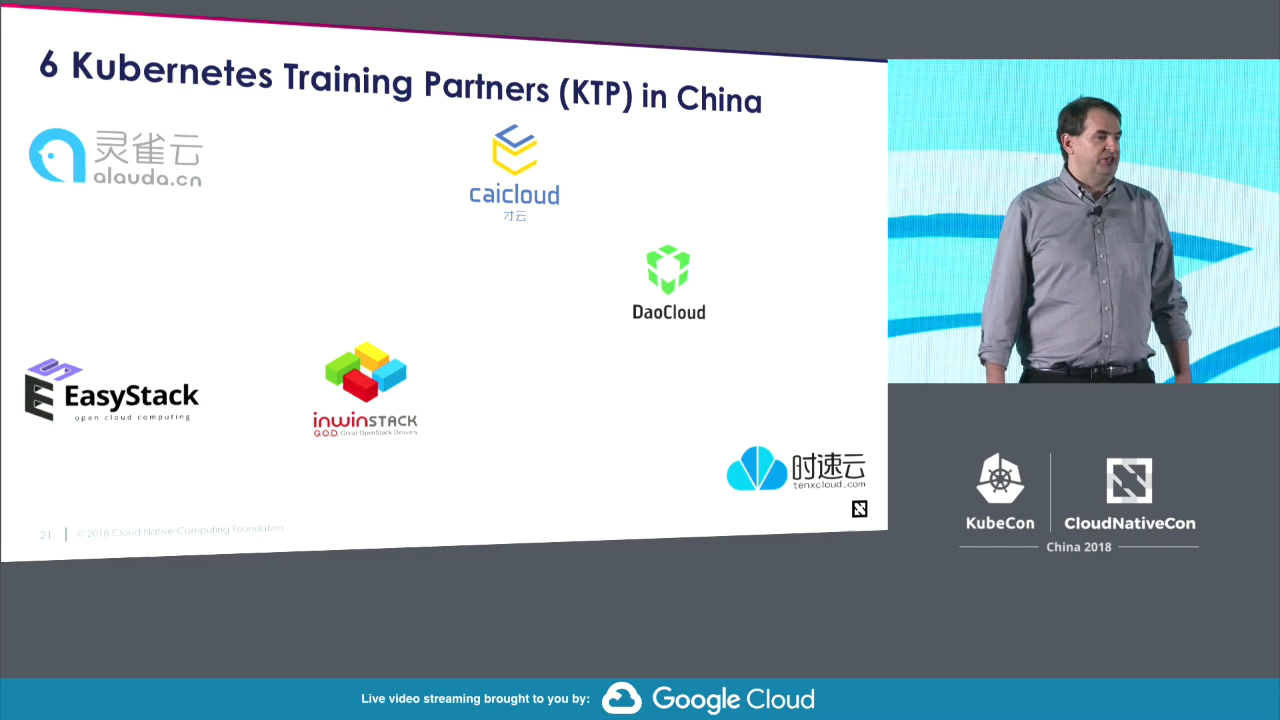 6 Kubernetes Training Partners (KTP) in China
灵雀云
alauda.cn
caicloud
才云
DaoCloud
EasyStack
open cloud computing
inwinSTACK
G.O.D. Great OpenStack Delivery
时速云
tenxcloud.com
21
© 2018 Cloud Native Computing Foundation
KubeCon
CloudNativeCon
China 2018
Live video streaming brought to you by:
Google Cloud